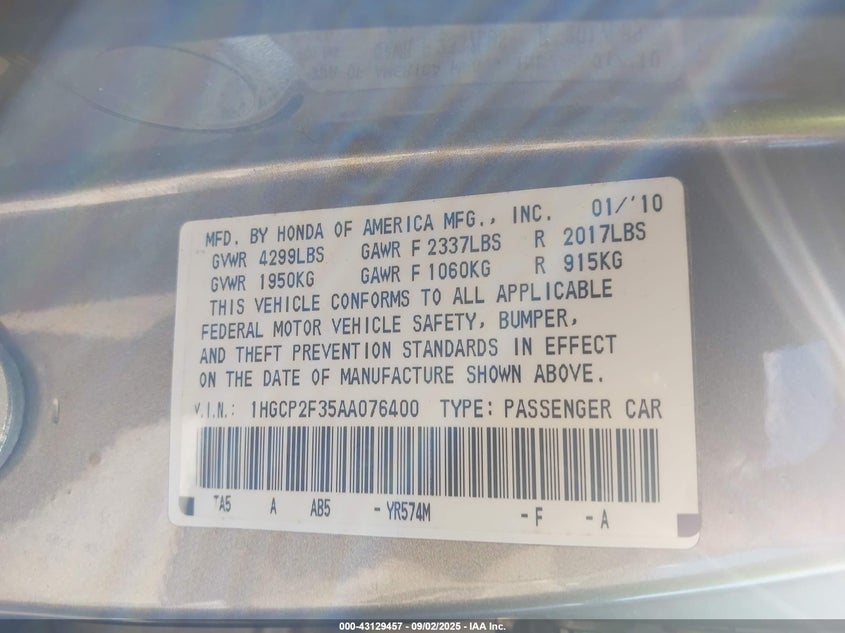 MFD. BY HONDA OF AMERICA MFG., INC. 01/'10
GVWR 4299LBS GAWR F 2337LBS R 2017LBS
GVWR 1950KG GAWR F 1060KG R 915KG
THIS VEHICLE CONFORMS TO ALL APPLICABLE
FEDERAL MOTOR VEHICLE SAFETY, BUMPER,
AND THEFT PREVENTION STANDARDS IN EFFECT
ON THE DATE OF MANUFACTURE SHOWN ABOVE.
V.I.N.: 1HGCP2F35AA076400 TYPE: PASSENGER CAR
TA5 A AB5 - YR574M - F - A
000-43129457 - 09/02/2025 - IAA Inc.